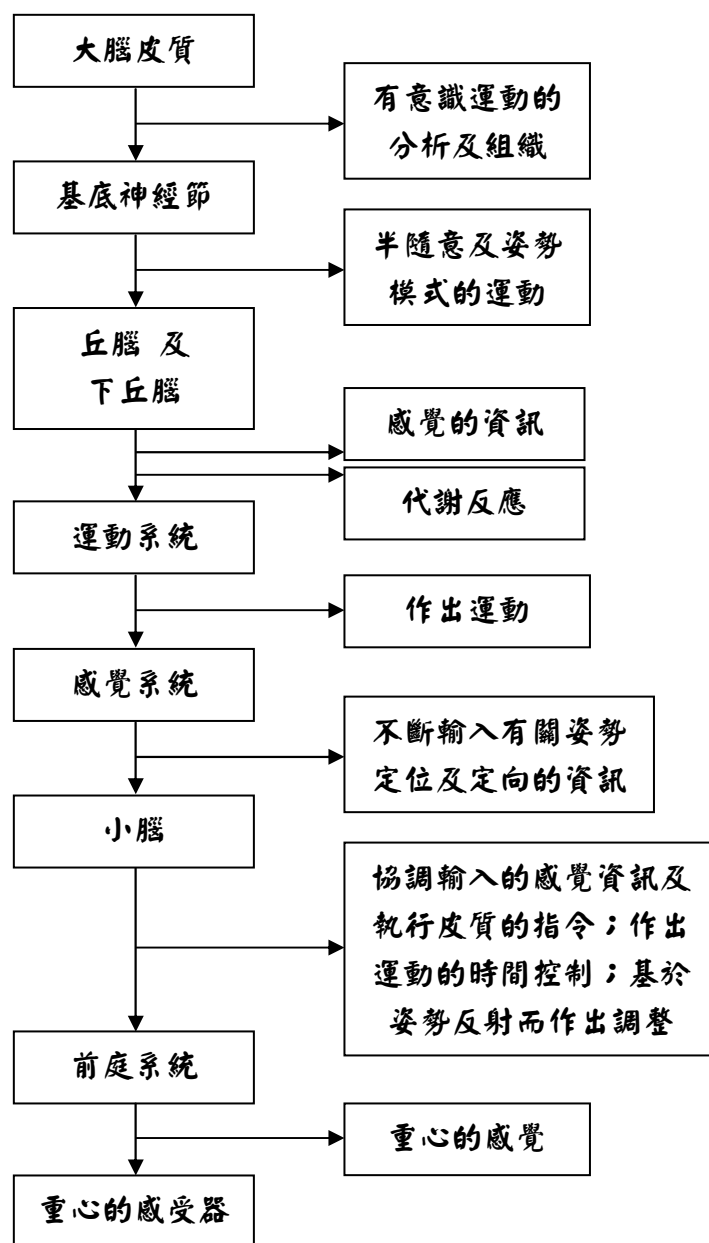 大腦皮質
有意識運動的
分析及組織
基底神經節
半隨意及姿勢
模式的運動
丘腦 及
下丘腦
感覺的資訊
代謝反應
運動系統
作出運動
感覺系統
不斷輸入有關姿勢
定位及定向的資訊
小腦
協調輸入的感覺資訊及
執行皮質的指令；作出
運動的時間控制；基於
姿勢反射而作出調整
前庭系統
重心的感覺
重心的感受器